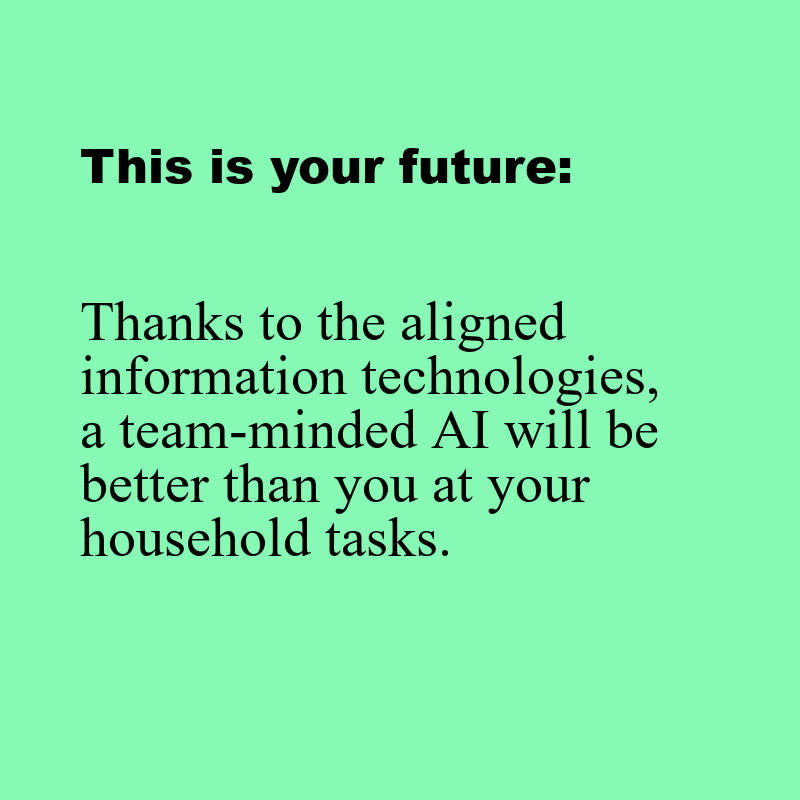 This is your future:
Thanks to the aligned
information technologies,
a team-minded AI will be
better than you at your
household tasks.